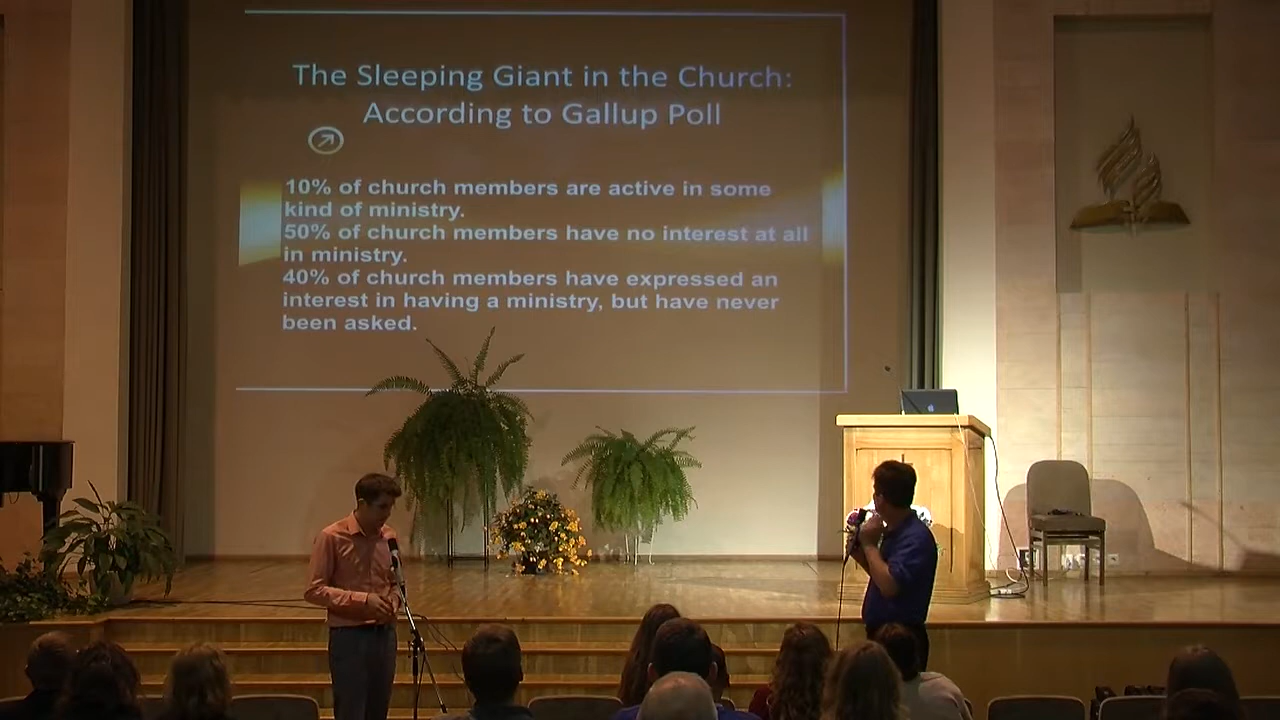 The Sleeping Giant in the Church:
According to Gallup Poll
10% of church members are active in some
kind of ministry.
50% of church members have no interest at all
in ministry.
40% of church members have expressed an
interest in having a ministry, but have never
been asked.